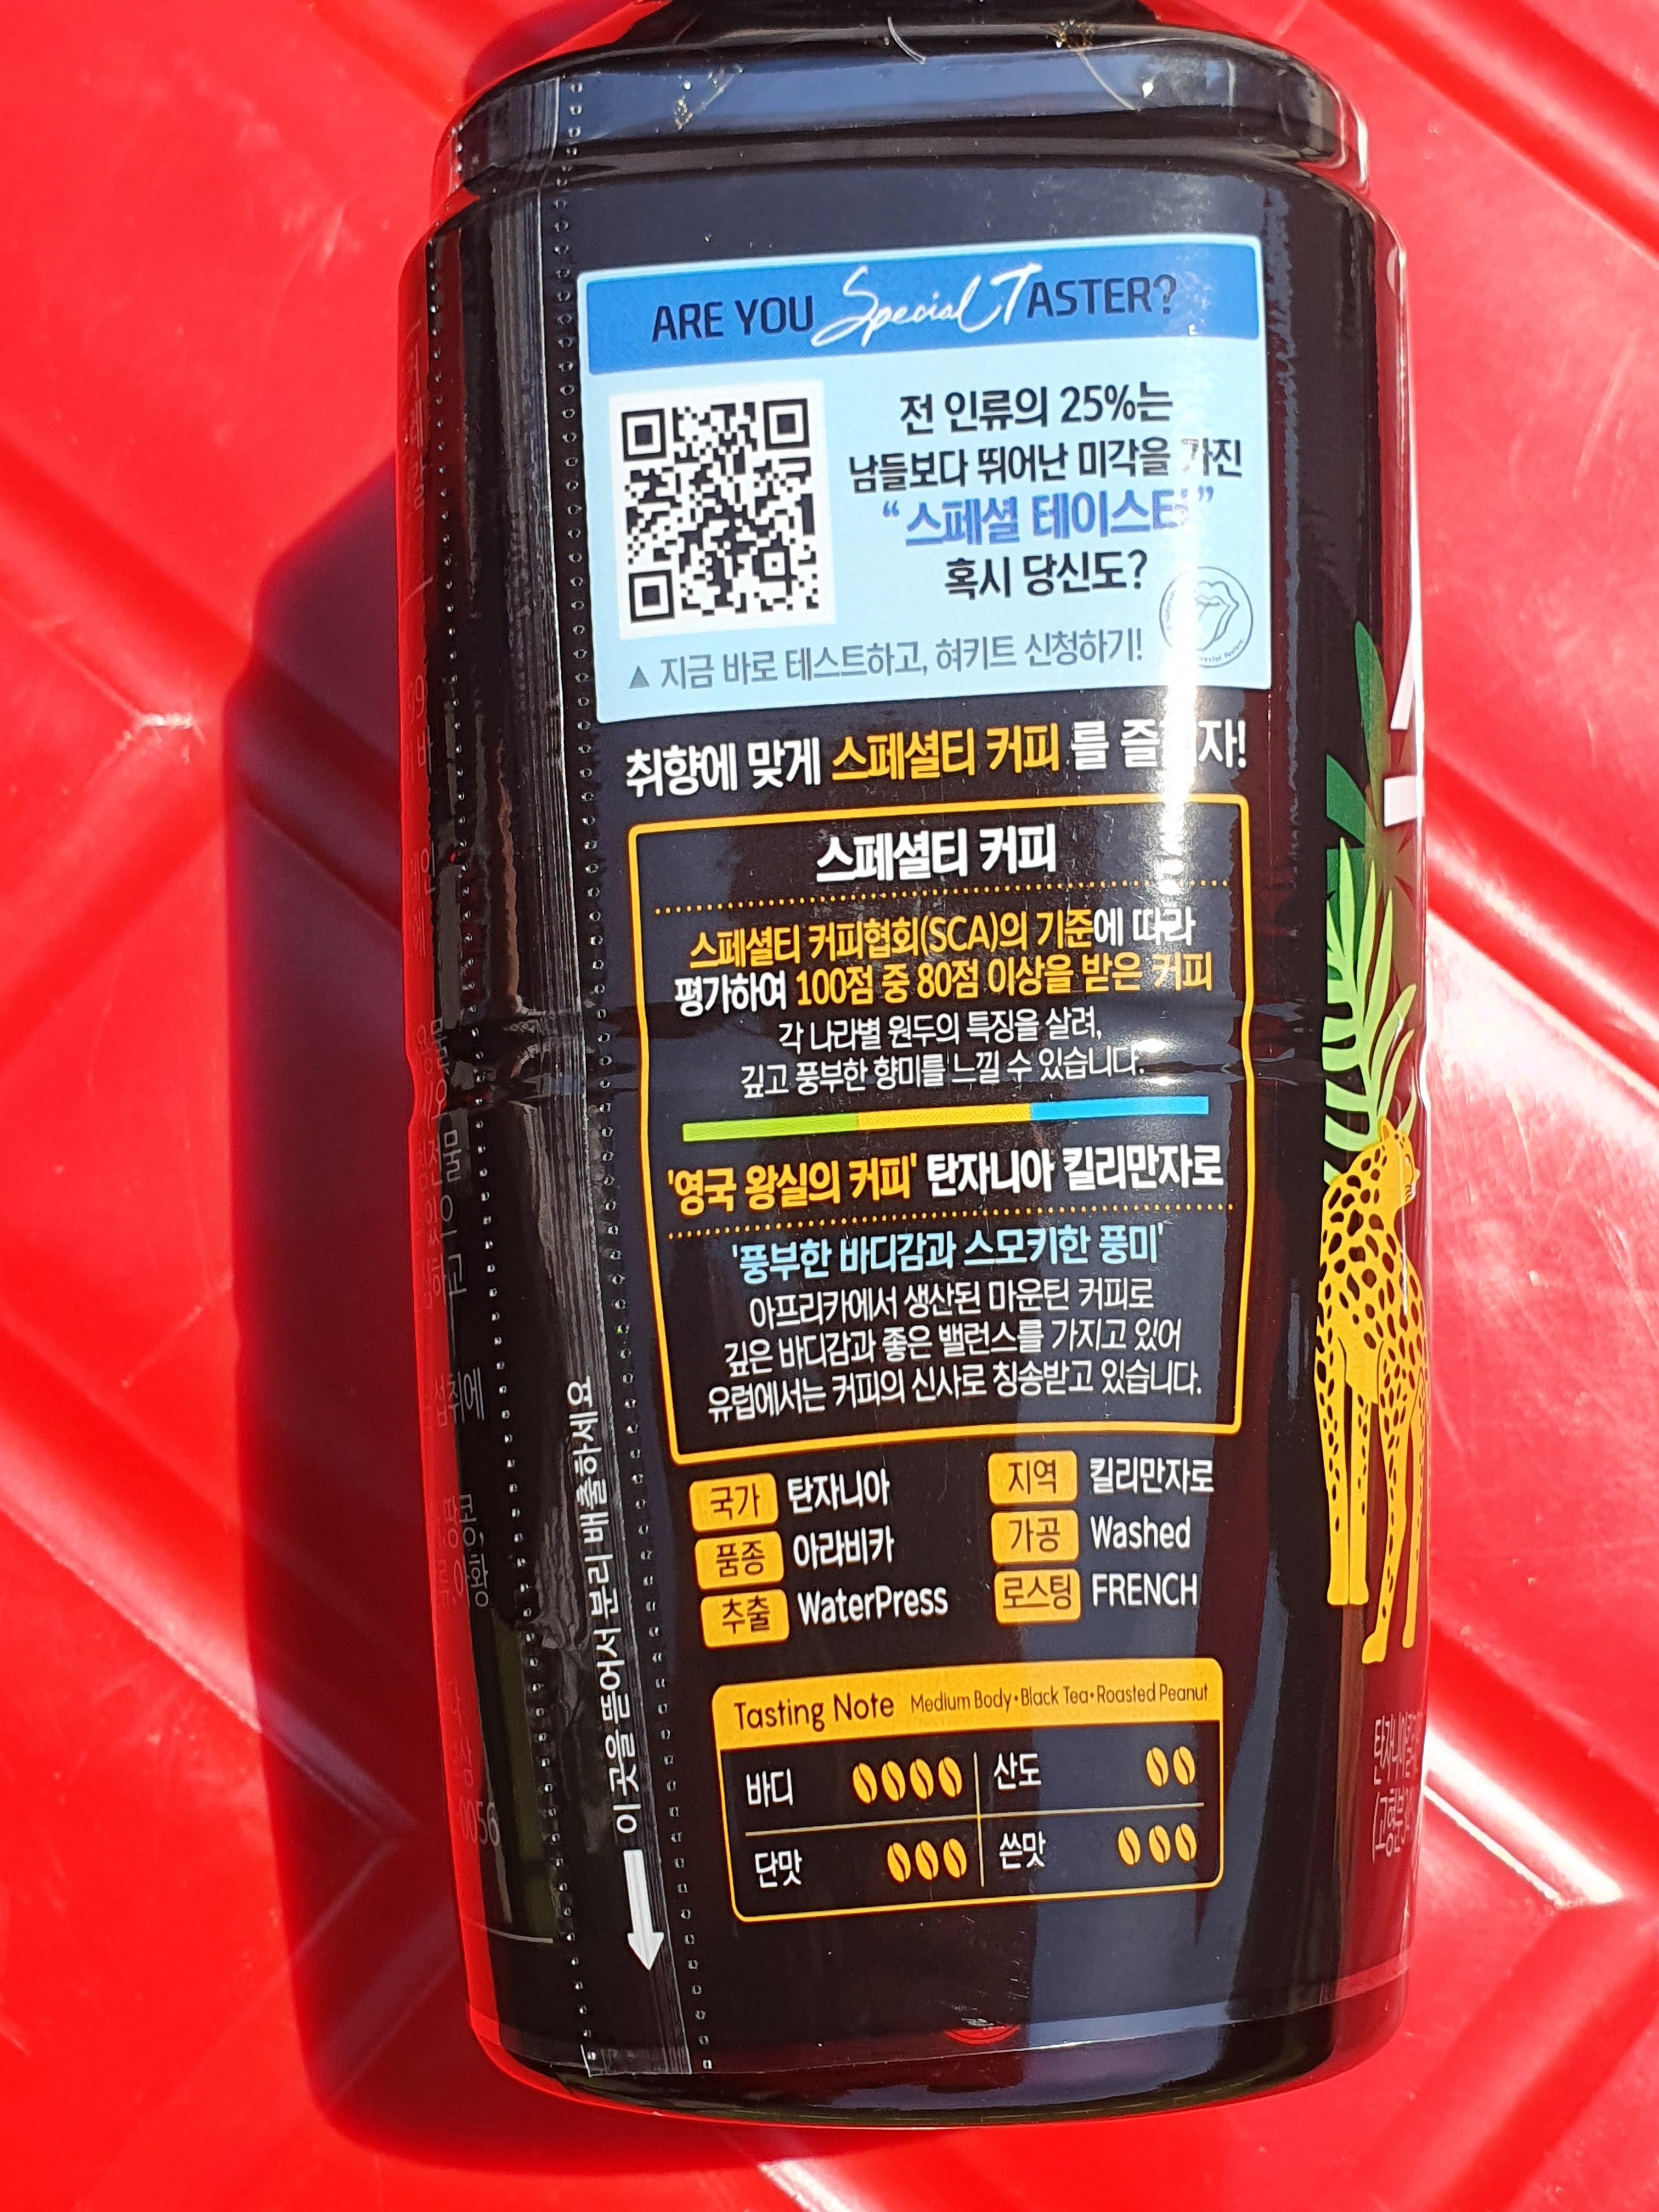 ARE YOU Special TASTER?
전 인류의 25%는
남들보다 뛰어난 미각을 가진
“스페셜 테이스터”
혹시 당신도?
▲ 지금 바로 테스트하고, 혀키트 신청하기!
취향에 맞게 스페셜티 커피 를 즐 자!
스페셜티 커피
스페셜티 커피협회(SCA)의 기준에 따라
평가하여 100점 중 80점 이상을 받은 커피
각 나라별 원두의 특징을 살려,
깊고 풍부한 향미를 느낄 수 있습니다.
'영국 왕실의 커피' 탄자니아 킬리만자로
'풍부한 바디감과 스모키한 풍미'
아프리카에서 생산된 마운틴 커피로
깊은 바디감과 좋은 밸런스를 가지고 있어
유럽에서는 커피의 신사로 칭송받고 있습니다.
국가 탄자니아 지역 킬리만자로
품종 아라비카 가공 Washed
추출 WaterPress 로스팅 FRENCH
Tasting Note Medium Body•Black Tea•Roasted Peanut
바디 산도
단맛 쓴맛
이 곳을 뜯어서 분리 배출하세요
섭취에
0056